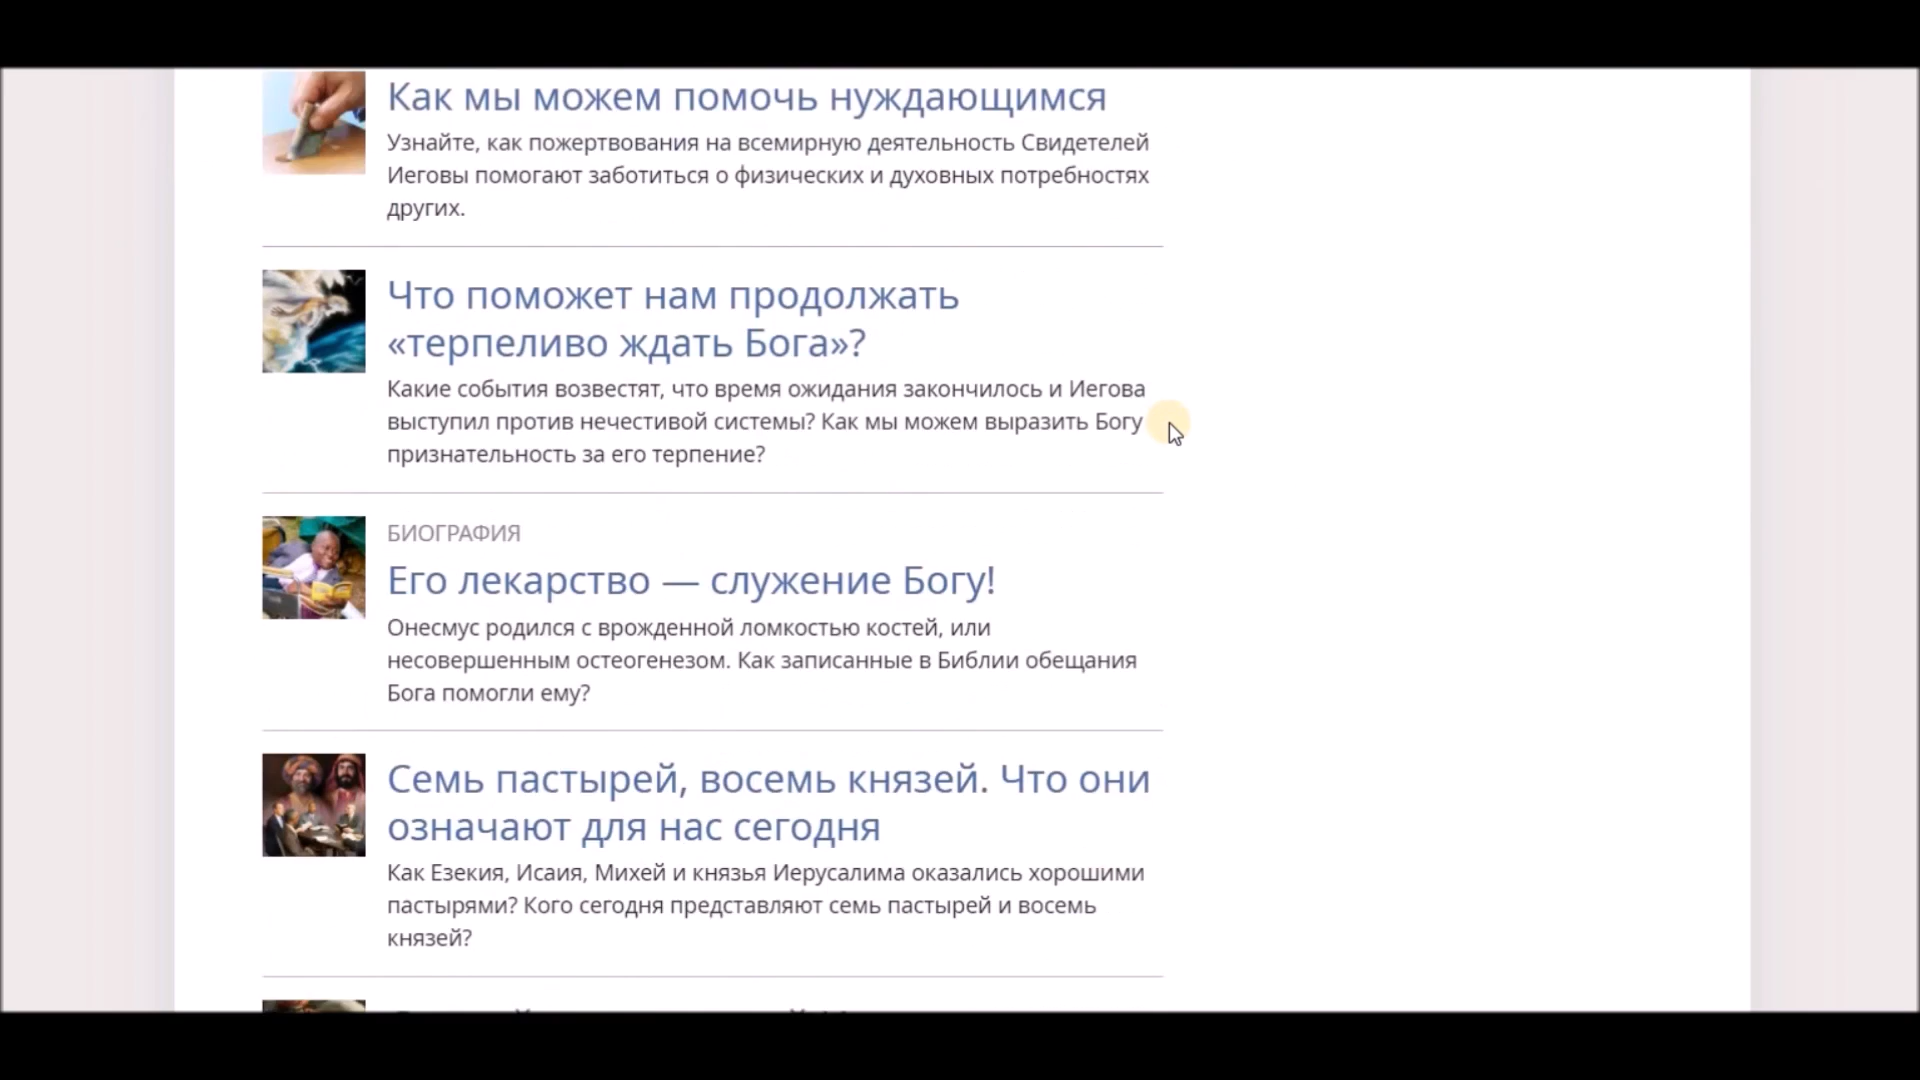 Как мы можем помочь нуждающимся
Узнайте, как пожертвования на всемирную деятельность Свидетелей
Иеговы помогают заботиться о физических и духовных потребностях
других.
Что поможет нам продолжать
«терпеливо ждать Бога»?
Какие события возвестят, что время ожидания закончилось и Иегова
выступил против нечестивой системы? Как мы можем выразить Богу
признательность за его терпение?
БИОГРАФИЯ
Его лекарство — служение Богу!
Онесмус родился с врожденной ломкостью костей, или
несовершенным остеогенезом. Как записанные в Библии обещания
Бога помогли ему?
Семь пастырей, восемь князей. Что они
означают для нас сегодня
Как Езекия, Исаия, Михей и князья Иерусалима оказались хорошими
пастырями? Кого сегодня представляют семь пастырей и восемь
князей?